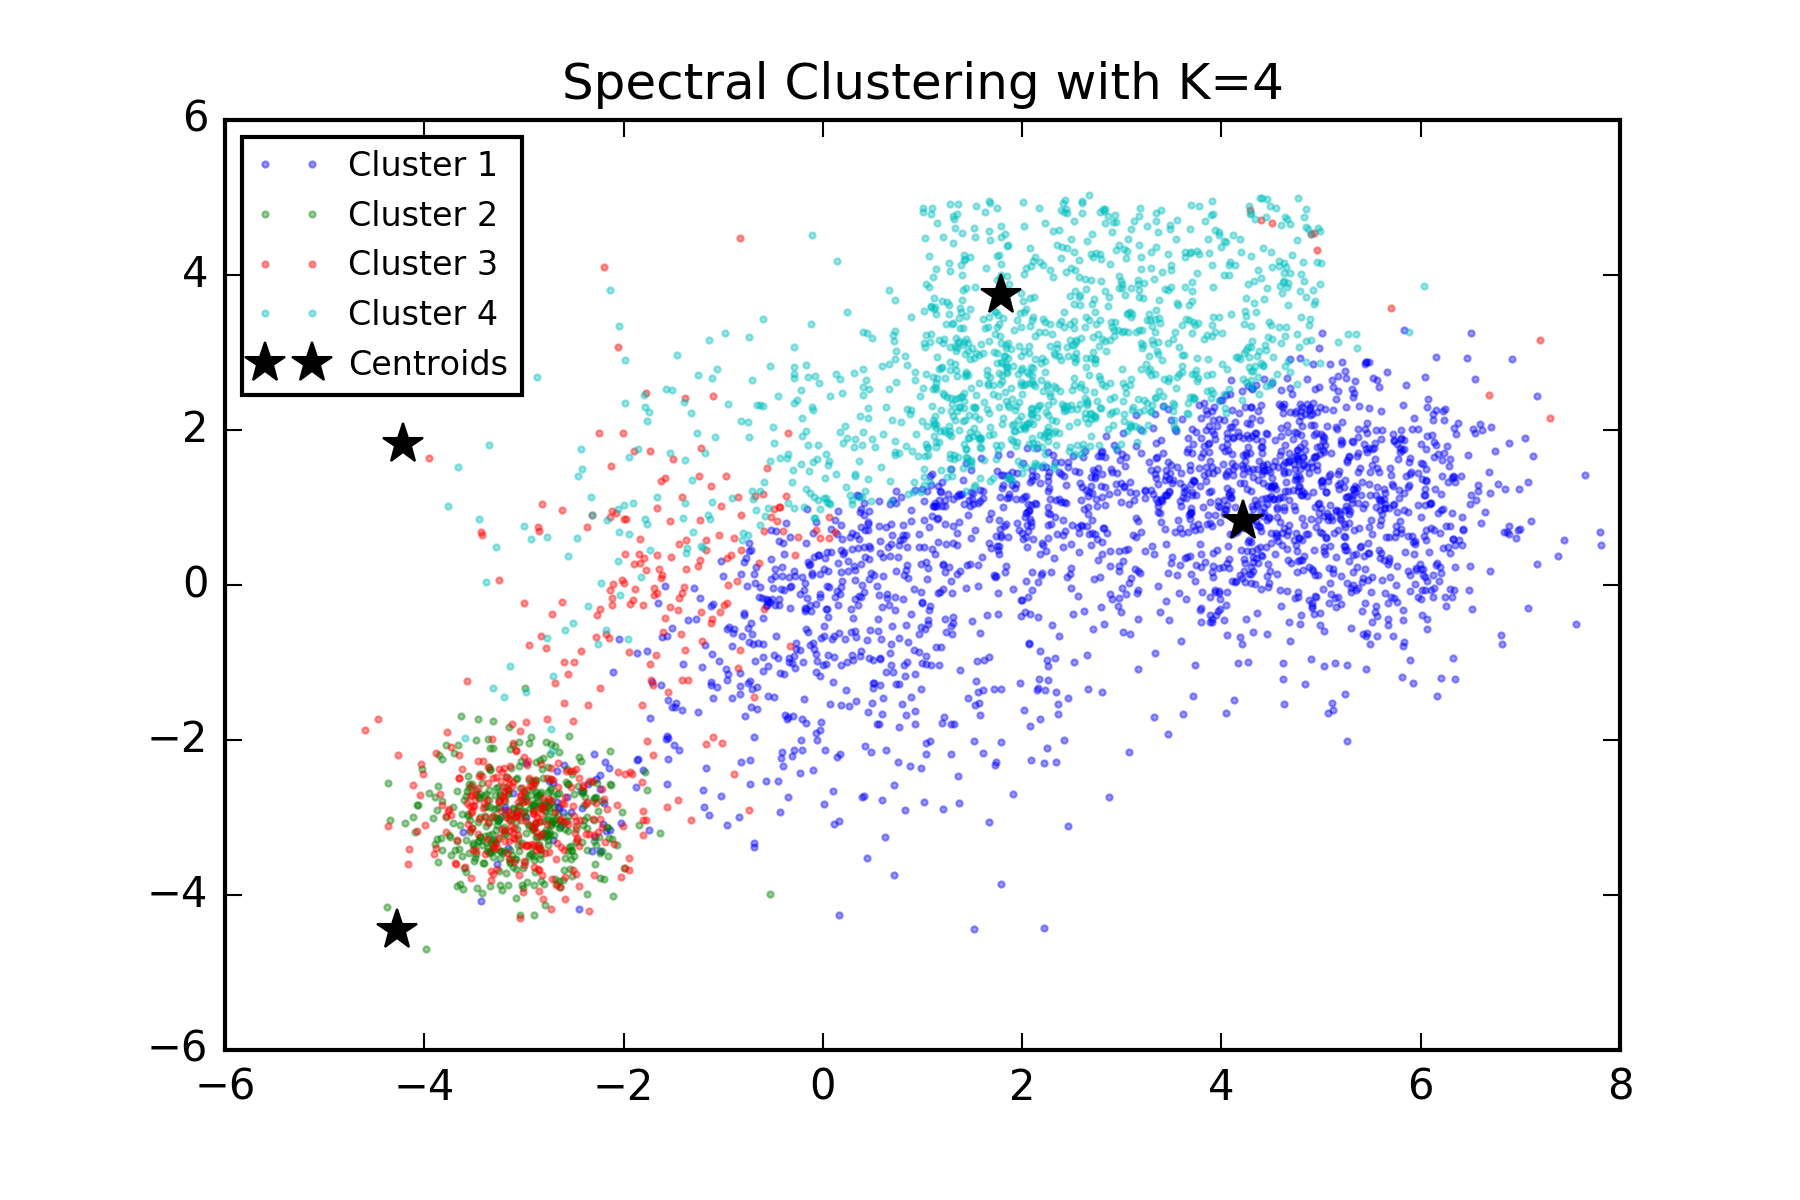 Spectral Clustering with K=4
6
4
2
0
−2
−4
−6
Cluster 1
Cluster 2
Cluster 3
Cluster 4
Centroids
−6 −4 −2 0 2 4 6 8